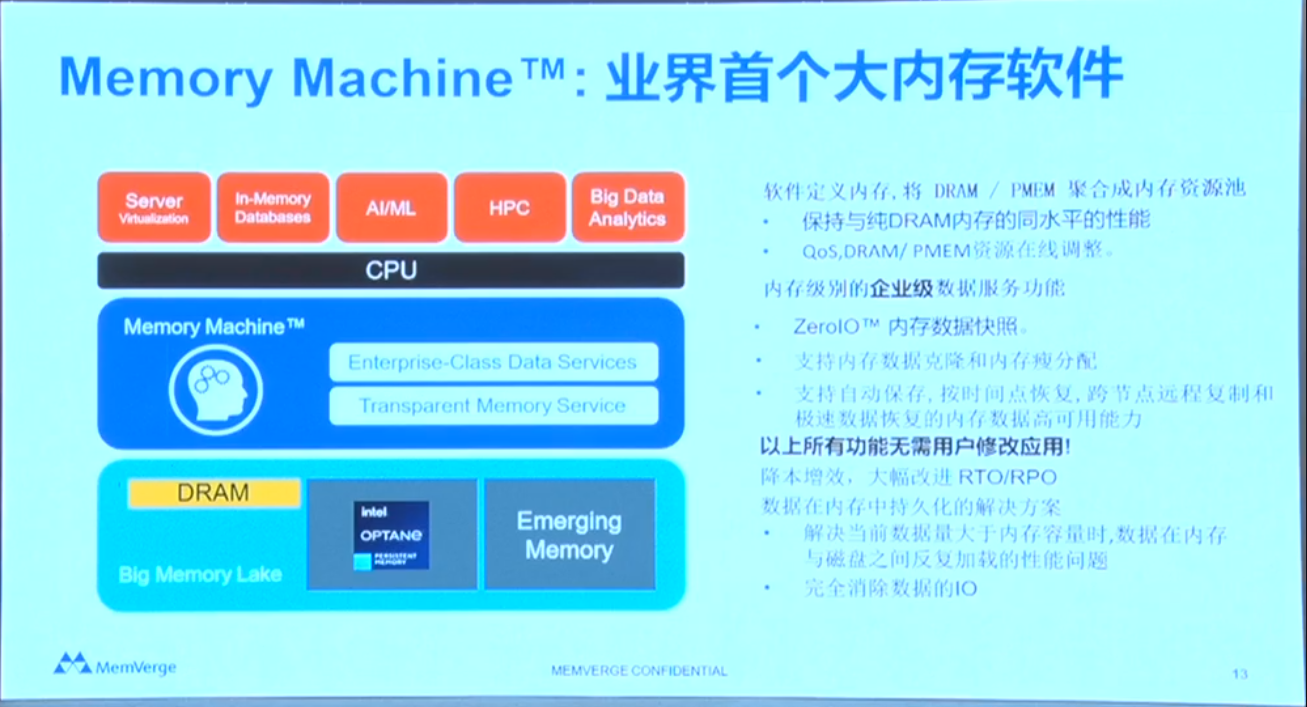 Memory Machine™: 业界首个大内存软件
Server
Virtualization
In-Memory
Databases
AI/ML
HPC
Big Data
Analytics
CPU
Memory Machine™
Enterprise-Class Data Services
Transparent Memory Service
DRAM
intel
OPTANE
PERSISTENT
MEMORY
Emerging
Memory
Big Memory Lake
软件定义内存,将 DRAM / PMEM 聚合成内存资源池
• 保持与纯DRAM内存的同水平的性能
• QoS,DRAM/ PMEM资源在线调整。
内存级别的企业级数据服务功能
• ZeroIO™ 内存数据快照。
• 支持内存数据克隆和内存瘦分配
• 支持自动保存,按时间点恢复,跨节点远程复制和
极速数据恢复的内存数据高可用能力
以上所有功能无需用户修改应用!
降本增效，大幅改进 RTO/RPO
数据在内存中持久化的解决方案
• 解决当前数据量大于内存容量时,数据在内存
与磁盘之间反复加载的性能问题
• 完全消除数据的IO
MemVerge
MEMVERGE CONFIDENTIAL
13